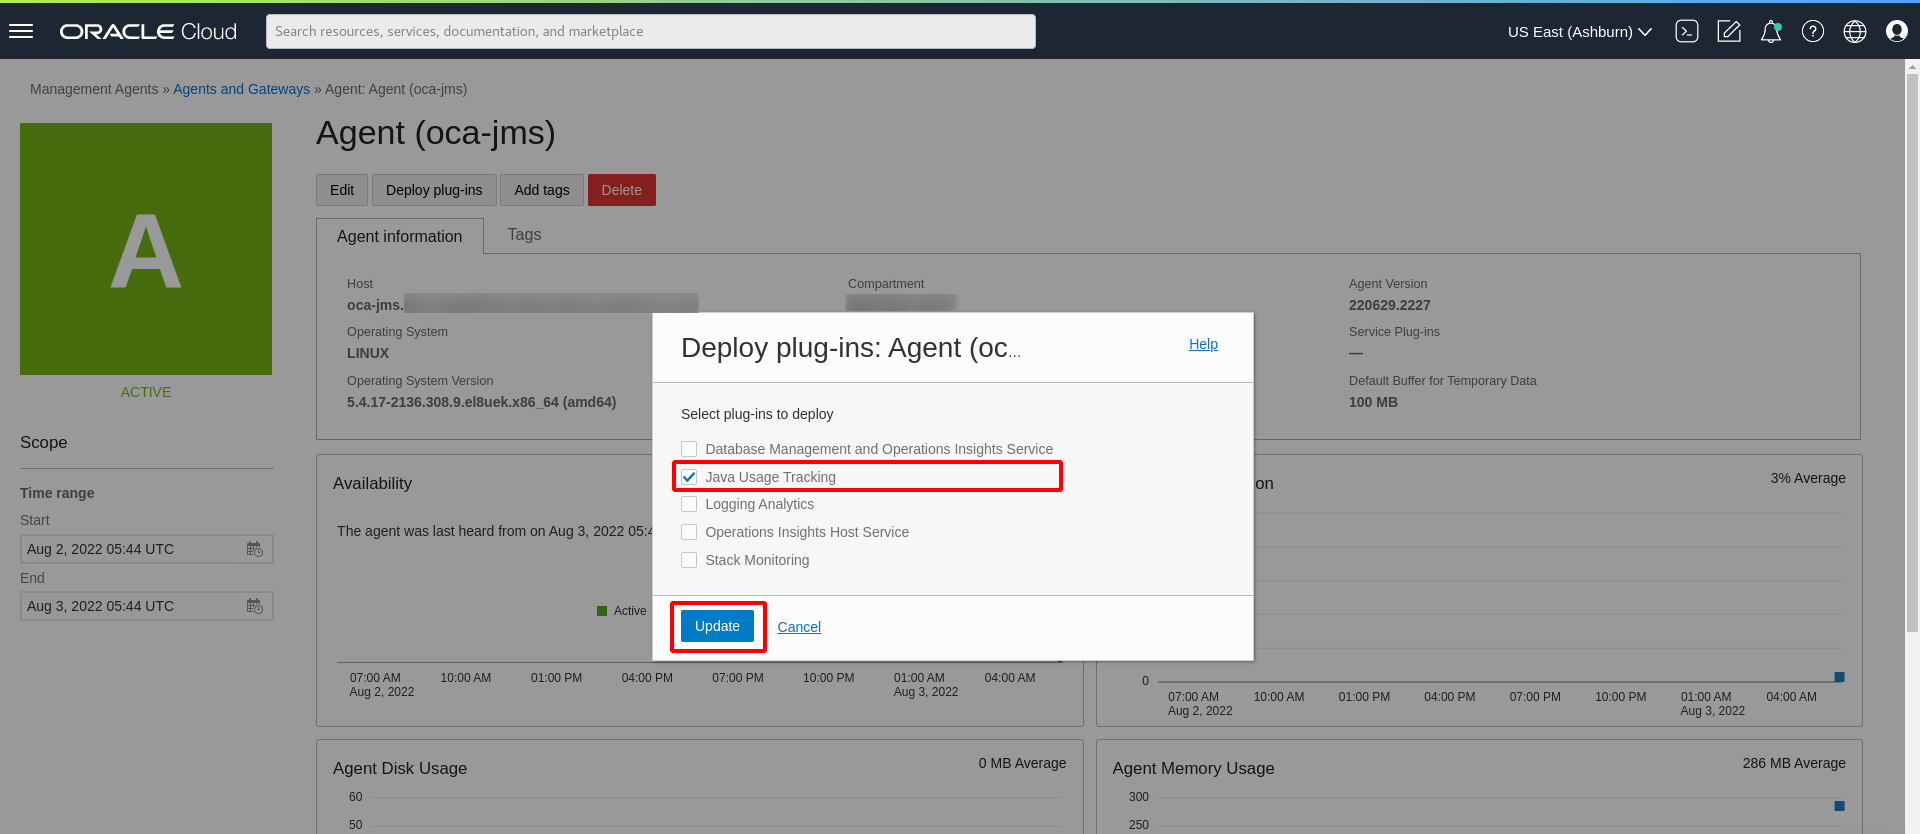 ORACLE Cloud
Search resources, services, documentation, and marketplace
US East (Ashburn)
Management Agents » Agents and Gateways » Agent: Agent (oca-jms)
A
ACTIVE
Scope
Time range
Start
Aug 2, 2022 05:44 UTC
End
Aug 3, 2022 05:44 UTC
Agent (oca-jms)
Edit
Deploy plug-ins
Add tags
Delete
Agent information
Tags
Host
oca-jms.
Operating System
LINUX
Operating System Version
5.4.17-2136.308.9.el8uek.x86_64 (amd64)
Compartment
Agent Version
220629.2227
Service Plug-ins
—
Default Buffer for Temporary Data
100 MB
Deploy plug-ins: Agent (oc...
Help
Select plug-ins to deploy
Database Management and Operations Insights Service
Java Usage Tracking
Logging Analytics
Operations Insights Host Service
Stack Monitoring
Update
Cancel
Availability
The agent was last heard from on Aug 3, 2022 05:4
Active
07:00 AM 10:00 AM 01:00 PM 04:00 PM 07:00 PM 10:00 PM 01:00 AM 04:00 AM
Aug 2, 2022 Aug 3, 2022
on
3% Average
0
07:00 AM 10:00 AM 01:00 PM 04:00 PM 07:00 PM 10:00 PM 01:00 AM 04:00 AM
Aug 2, 2022 Aug 3, 2022
Agent Disk Usage
0 MB Average
60
50
Agent Memory Usage
286 MB Average
300
250